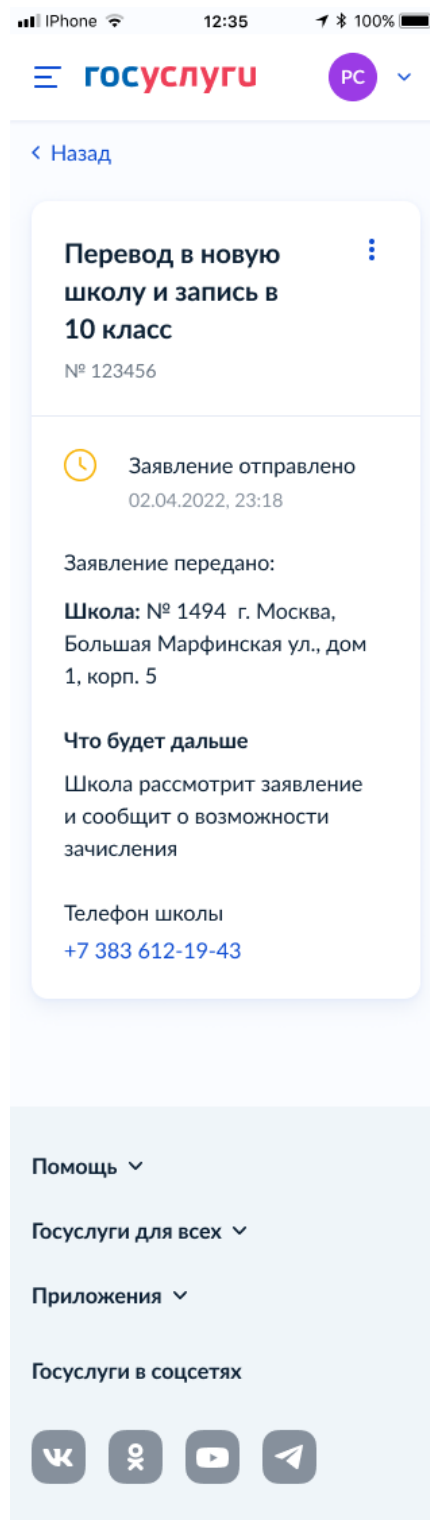 IPhone 12:35 100%
госуслуги РС
Назад
Перевод в новую
школу и запись в
10 класс
№ 123456
Заявление отправлено
02.04.2022, 23:18
Заявление передано:
Школа: № 1494 г. Москва,
Большая Марфинская ул., дом
1, корп. 5
Что будет дальше
Школа рассмотрит заявление
и сообщит о возможности
зачисления
Телефон школы
+7 383 612-19-43
Помощь
Госуслуги для всех
Приложения
Госуслуги в соцсетях